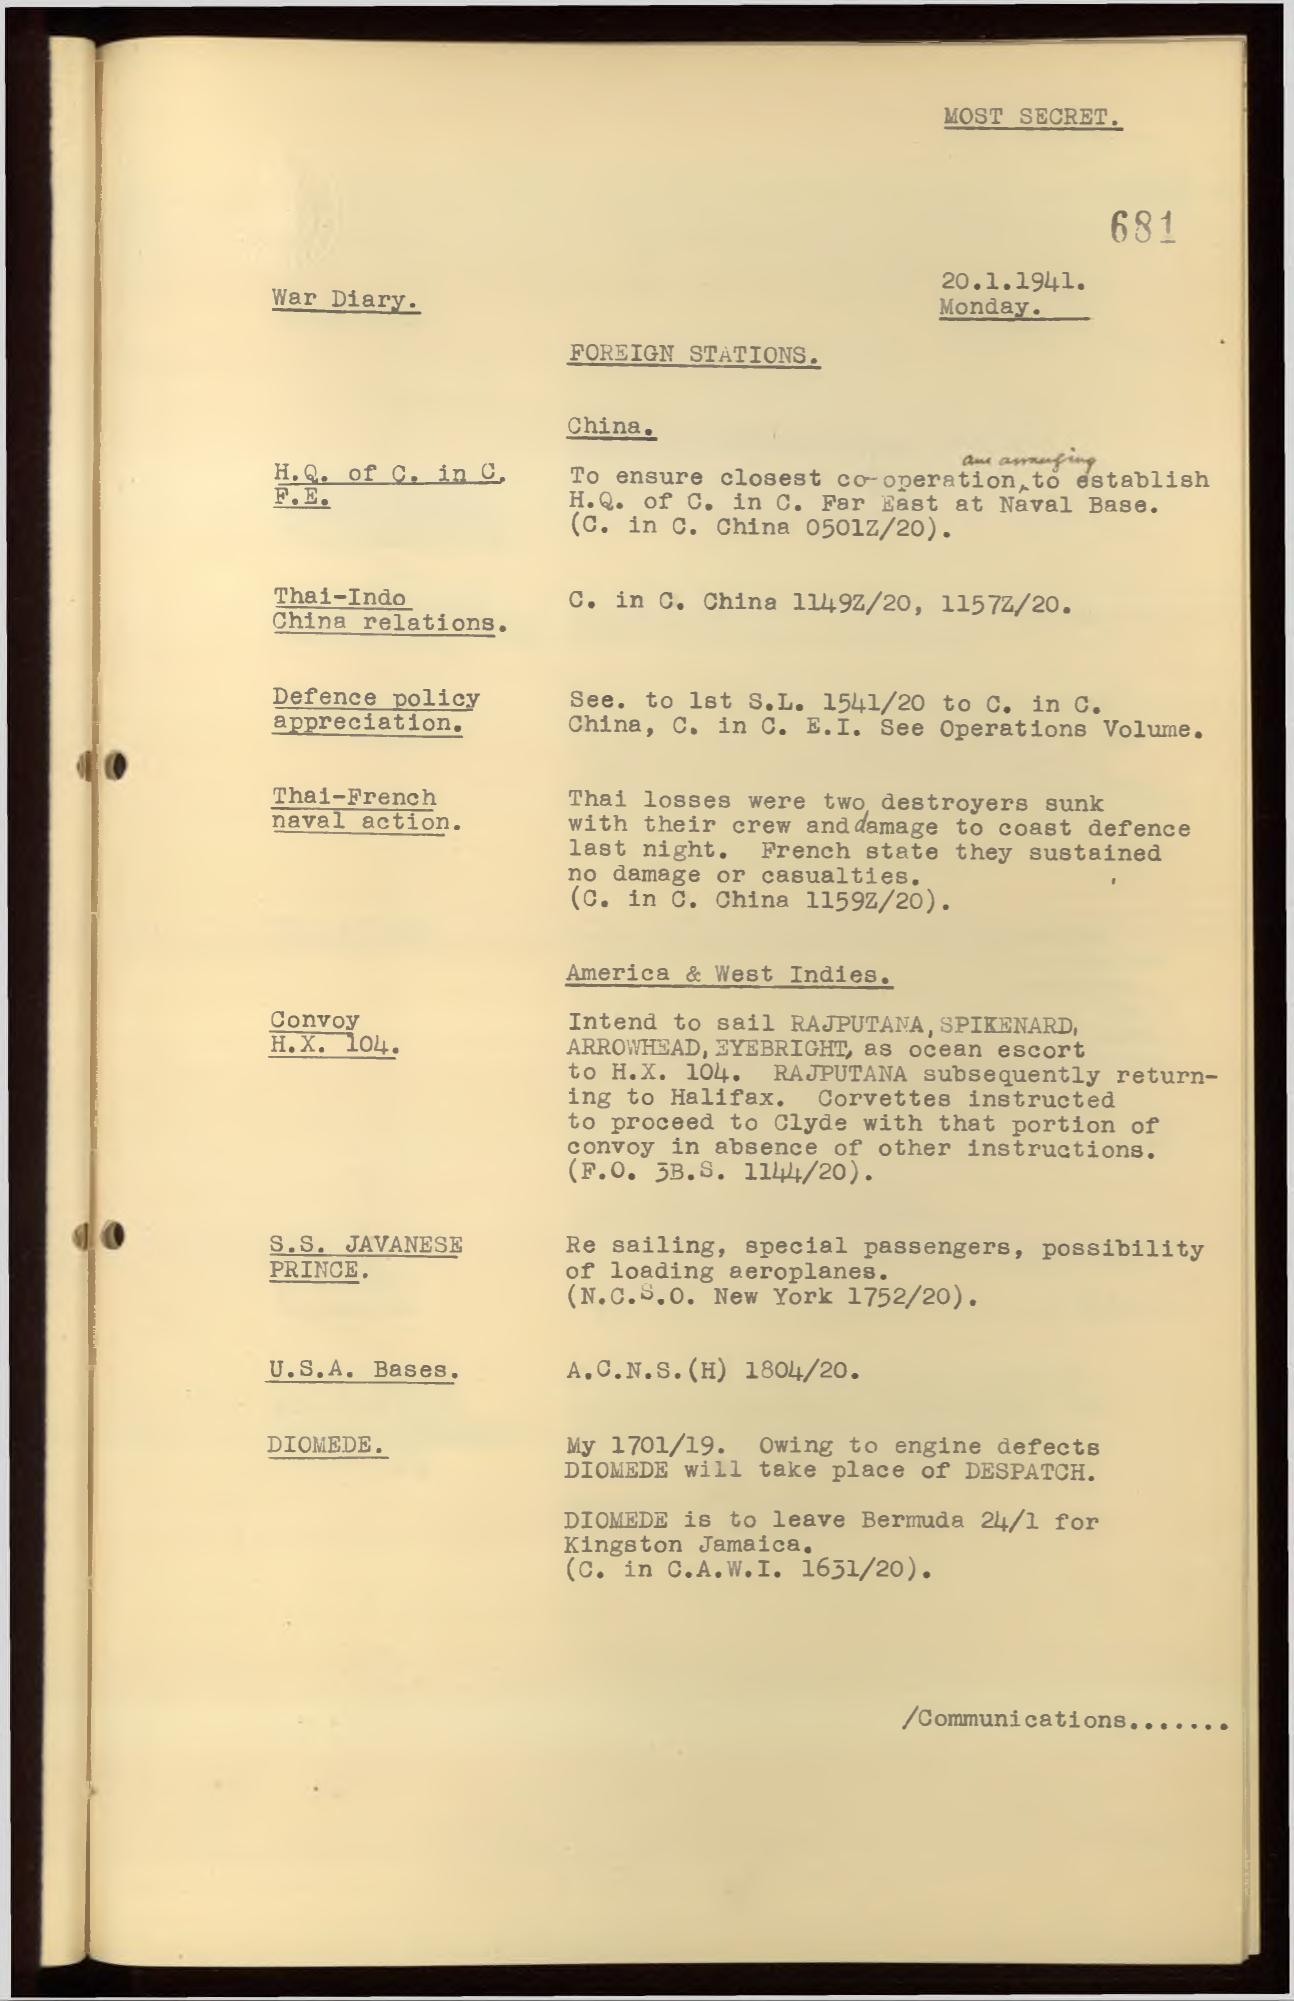 MOST SECRET.
681
20.1.1941.
War Diary.
Monday.
FOREIGN STATIONS.
China.
am arranging
H.Q. of C. in C. To ensure closest co-operation, to establish
F.E. H.Q. of C. in C. Far East at Naval Base.
(C. in C. China 0501Z/20).
Thai-Indo C. in C. China 1149Z/20, 1157Z/20.
China relations.
Defence policy See. to 1st S.L. 1541/20 to C. in C.
appreciation. China, C. in C. E.I. See Operations Volume.
Thai-French Thai losses were two destroyers sunk
naval action. with their crew and damage to coast defence
last night. French state they sustained
no damage or casualties.
(C. in C. China 1159Z/20).
America & West Indies.
Convoy Intend to sail RAJPUTANA, SPIKENARD,
H.X. 104. ARROWHEAD, EYEBRIGHT, as ocean escort
to H.X. 104. RAJPUTANA subsequently return-
ing to Halifax. Corvettes instructed
to proceed to Clyde with that portion of
convoy in absence of other instructions.
(F.O. 3B.S. 1144/20).
S.S. JAVANESE Re sailing, special passengers, possibility
PRINCE. of loading aeroplanes.
(N.C.S.O. New York 1752/20).
U.S.A. Bases. A.C.N.S.(H) 1804/20.
DIOMEDE. My 1701/19. Owing to engine defects
DIOMEDE will take place of DESPATCH.
DIOMEDE is to leave Bermuda 24/1 for
Kingston Jamaica.
(C. in C.A.W.I. 1631/20).
/Communications.......